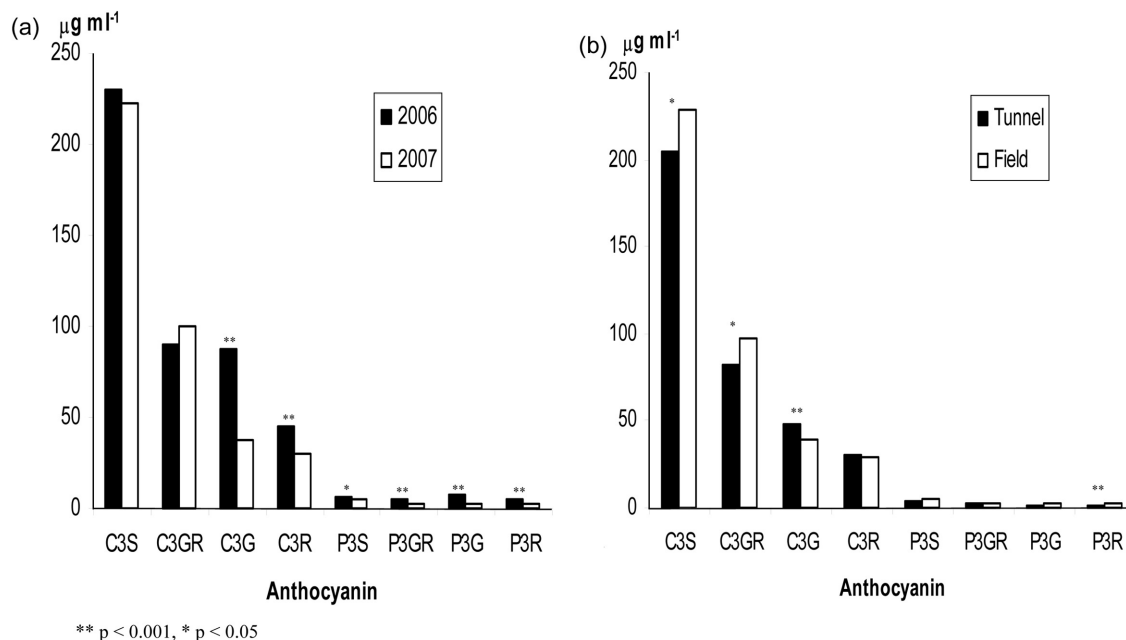 (a)
µg ml-1
250
200
150
100
50
0
2006
2007
**
**
*
**
**
**
C3S C3GR C3G C3R P3S P3GR P3G P3R
Anthocyanin
** p < 0.001, * p < 0.05
(b)
µg ml-1
250
200
150
100
50
0
Tunnel
Field
*
*
**
**
C3S C3GR C3G C3R P3S P3GR P3G P3R
Anthocyanin